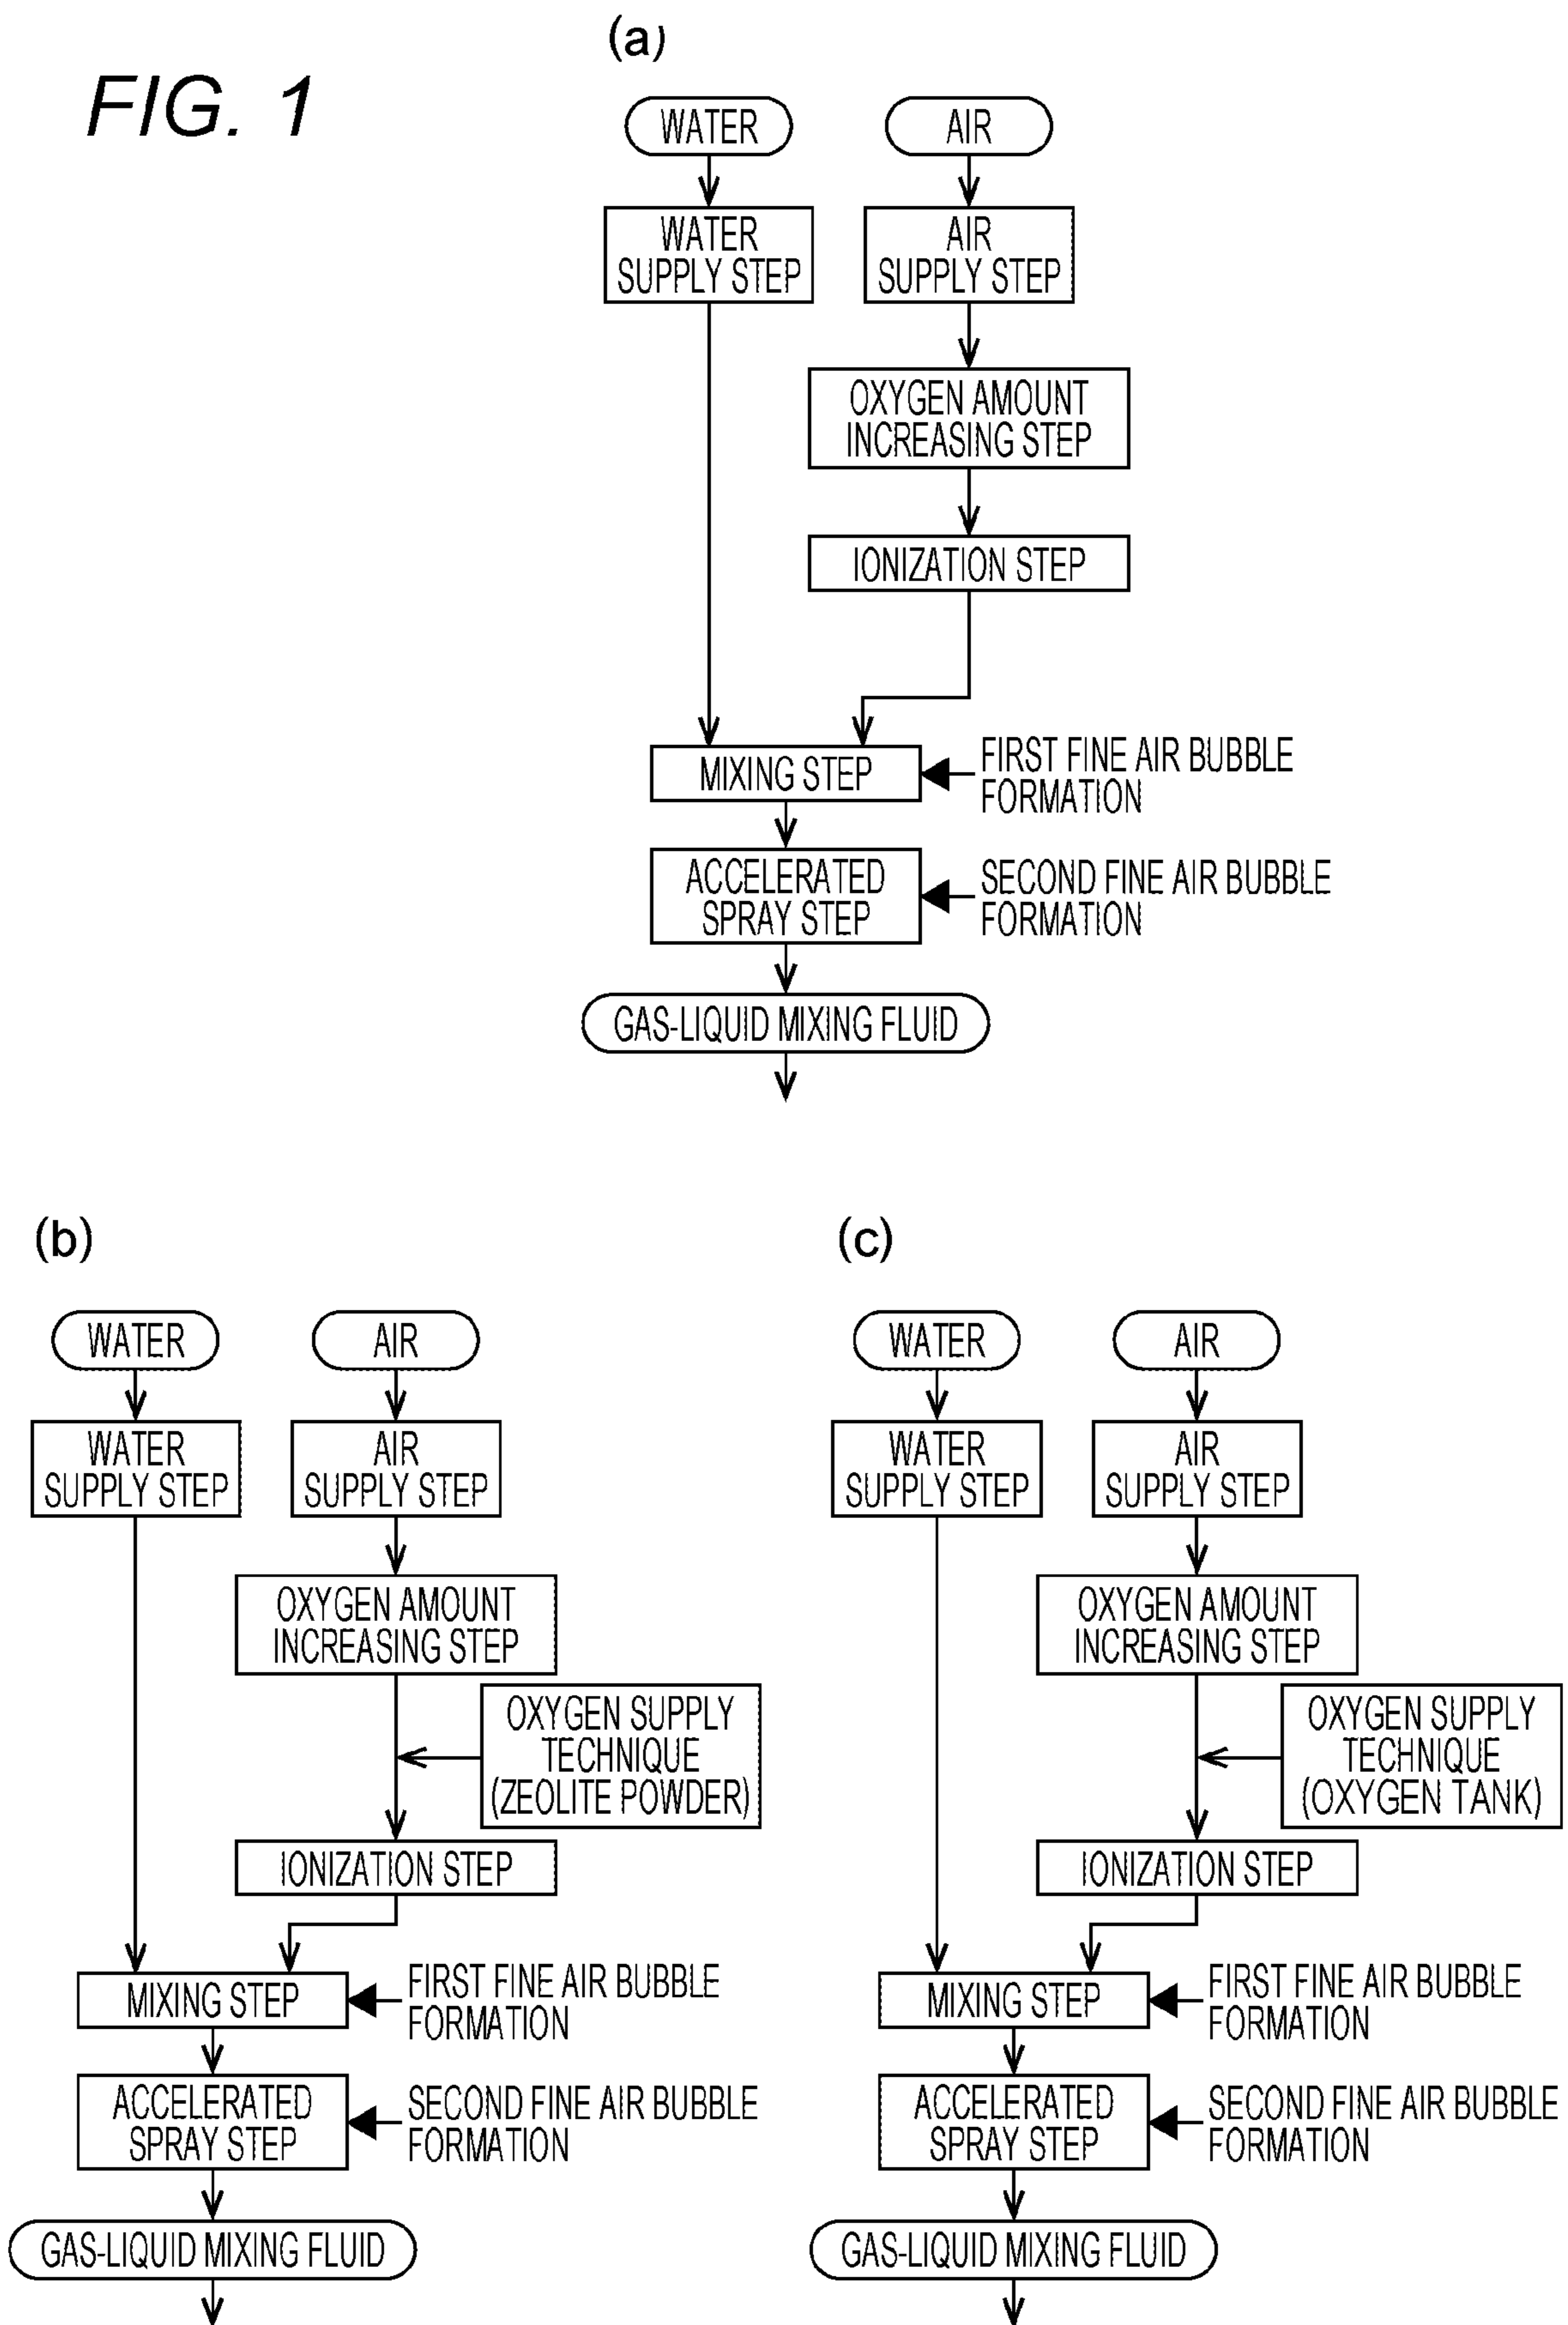 FIG. 1
(a)
WATER
AIR
WATER
SUPPLY STEP
AIR
SUPPLY STEP
OXYGEN AMOUNT
INCREASING STEP
IONIZATION STEP
MIXING STEP
FIRST FINE AIR BUBBLE
FORMATION
ACCELERATED
SPRAY STEP
SECOND FINE AIR BUBBLE
FORMATION
GAS-LIQUID MIXING FLUID
(b)
WATER
AIR
WATER
SUPPLY STEP
AIR
SUPPLY STEP
OXYGEN AMOUNT
INCREASING STEP
OXYGEN SUPPLY
TECHNIQUE
(ZEOLITE POWDER)
IONIZATION STEP
MIXING STEP
FIRST FINE AIR BUBBLE
FORMATION
ACCELERATED
SPRAY STEP
SECOND FINE AIR BUBBLE
FORMATION
GAS-LIQUID MIXING FLUID
(c)
WATER
AIR
WATER
SUPPLY STEP
AIR
SUPPLY STEP
OXYGEN AMOUNT
INCREASING STEP
OXYGEN SUPPLY
TECHNIQUE
(OXYGEN TANK)
IONIZATION STEP
MIXING STEP
FIRST FINE AIR BUBBLE
FORMATION
ACCELERATED
SPRAY STEP
SECOND FINE AIR BUBBLE
FORMATION
GAS-LIQUID MIXING FLUID